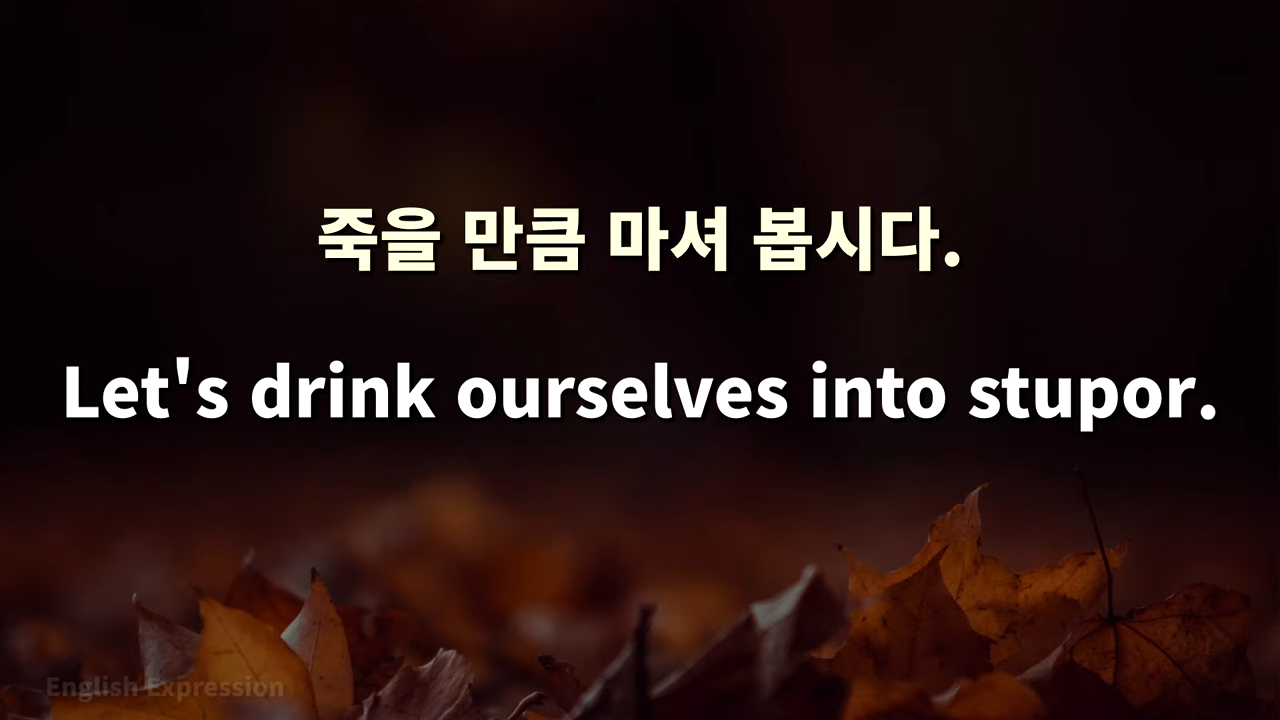 죽을 만큼 마셔 봅시다.
Let's drink ourselves into stupor.
English Expression